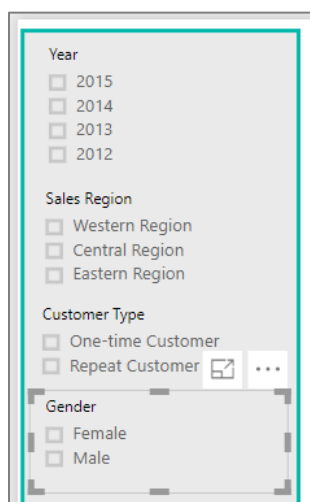 Year
2015
2014
2013
2012
Sales Region
Western Region
Central Region
Eastern Region
Customer Type
One-time Customer
Repeat Customer
Gender
Female
Male